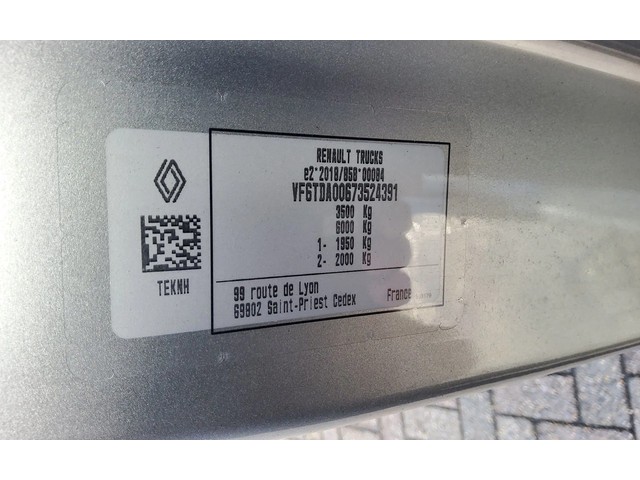 RENAULT TRUCKS
e2*2018/858*00084
VF6TDA00673524391
3500 Kg
6000 Kg
1- 1950 Kg
2- 2000 Kg
TEKNH
99 route de Lyon
69802 Saint-Priest Cedex France